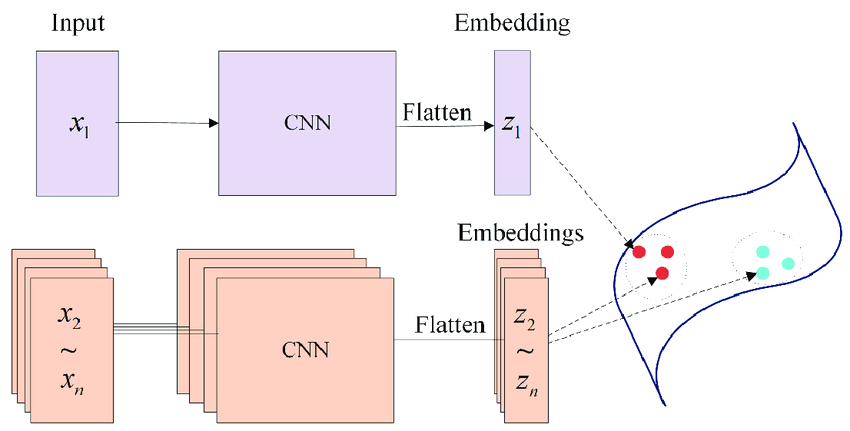 Input
Embedding
x₁
CNN
Flatten
z₁
Embeddings
x₂
~
xₙ
CNN
Flatten
z₂
~
zₙ